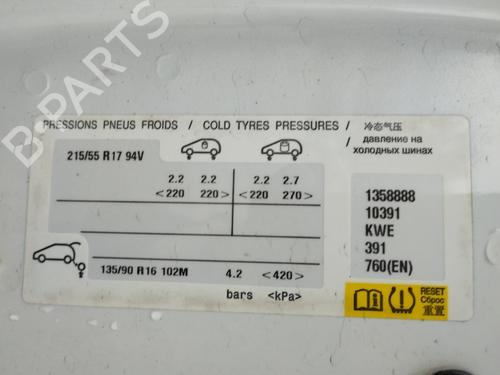 B-PARTS
PRESSIONS PNEUS FROIDS / COLD TYRES PRESSURES / 冷态气压
давление на
холодных шинах
215/55 R 17 94V
2.2 2.2 2.2 2.7
<220 220> <220 270>
1358888
10391
KWE
391
760(EN)
135/90 R 16 102M 4.2 <420>
bars <kPa>
RESET
Сброс
重置